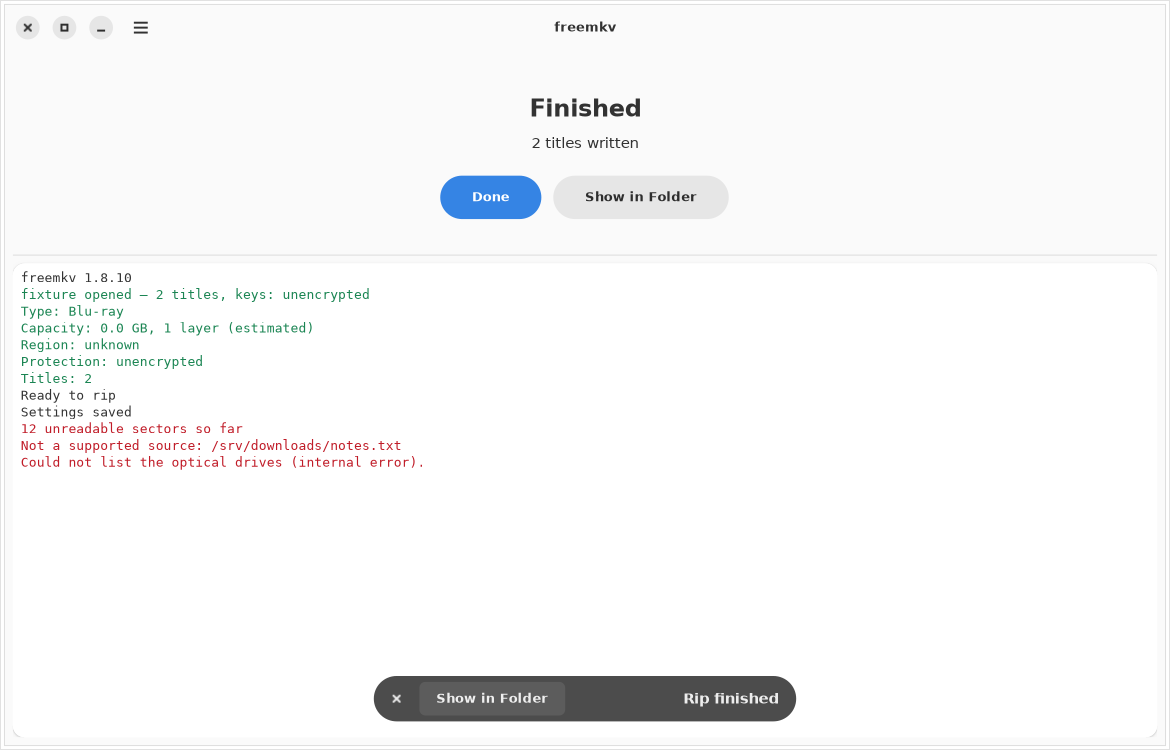 freemkv
Finished
2 titles written
Done
Show in Folder
freemkv 1.8.10
fixture opened — 2 titles, keys: unencrypted
Type: Blu-ray
Capacity: 0.0 GB, 1 layer (estimated)
Region: unknown
Protection: unencrypted
Titles: 2
Ready to rip
Settings saved
12 unreadable sectors so far
Not a supported source: /srv/downloads/notes.txt
Could not list the optical drives (internal error).
Show in Folder
Rip finished